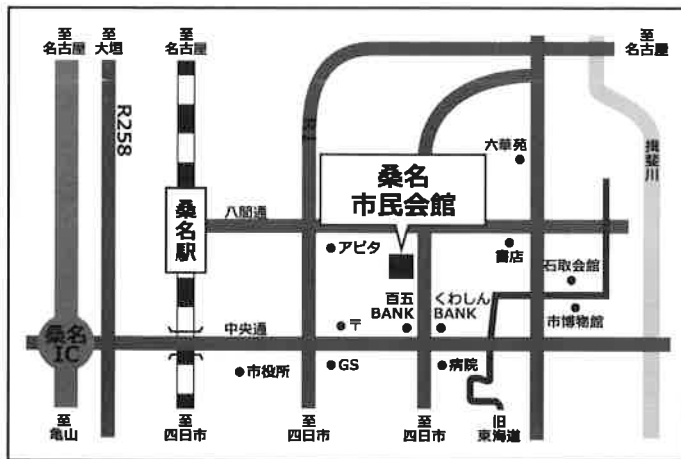 至
名古屋
至
大垣
至
名古屋
至
名古屋
R258
六華苑
揖斐川
桑名
市民会館
桑名駅
八間通
アピタ
書店
石取会館
百五
BANK
くわしん
BANK
市博物館
中央通
〒
桑名
IC
市役所
GS
病院
至
亀山
至
四日市
至
四日市
至
四日市
旧
東海道